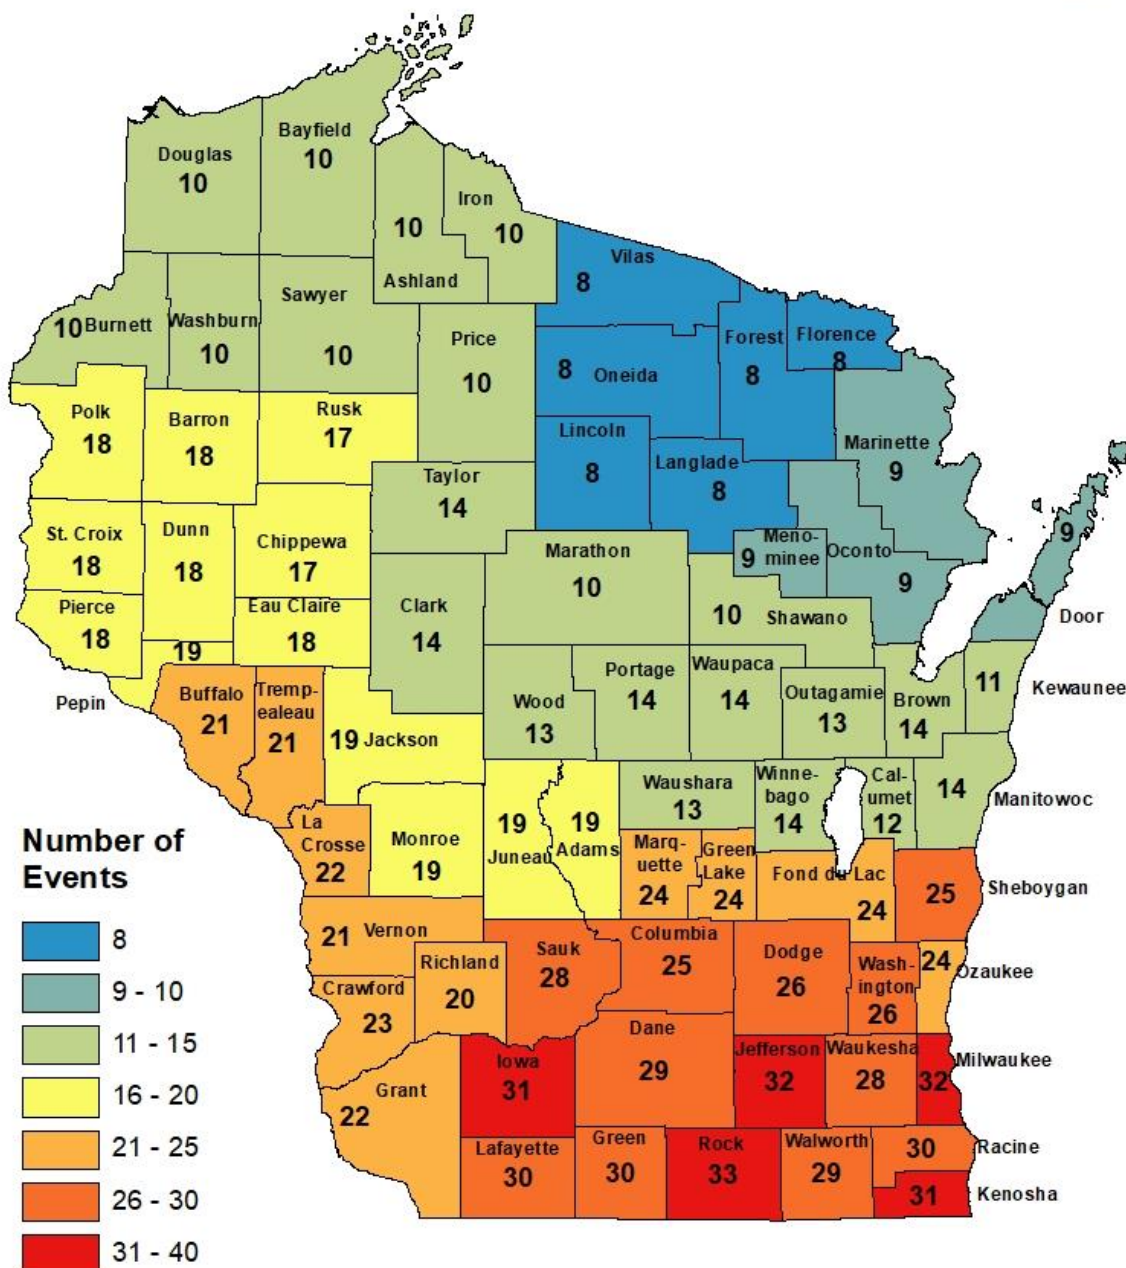 Bayfield
10
Douglas
10
Iron
10
10
Ashland
Vilas
8
Sawyer
10
10 Burnett
Washburn
10
Price
10
Forest
8
Florence
8
8 Oneida
Polk
18
Barron
18
Rusk
17
Lincoln
8
Marinette
9
Langlade
8
Taylor
14
9
St. Croix
18
Dunn
18
Chippewa
17
Marathon
10
9
Meno-
minee
Oconto
9
Pierce
18
Eau Claire
18
Clark
14
10
Shawano
Door
19
Pepin
Buffalo
21
Tremp-
ealeau
21
Wood
13
Portage
14
Waupaca
14
Outagamie
13
Brown
14
11
Kewaunee
19 Jackson
Waushara
13
Winne-
bago
14
Cal-
umet
12
14
Manitowoc
La
Crosse
22
Monroe
19
19
Juneau
19
Adams
Marq-
uette
24
Green
Lake
24
Fond du Lac
24
25
Sheboygan
21 Vernon
Richland
20
Sauk
28
Columbia
25
Dodge
26
Wash-
ington
26
24
Ozaukee
Crawford
23
Iowa
31
Dane
29
Jefferson
32
Waukesha
28
32
Milwaukee
Grant
22
Lafayette
30
Green
30
Rock
33
Walworth
29
30
Racine
31
Kenosha
Number of
Events
8
9 - 10
11 - 15
16 - 20
21 - 25
26 - 30
31 - 40